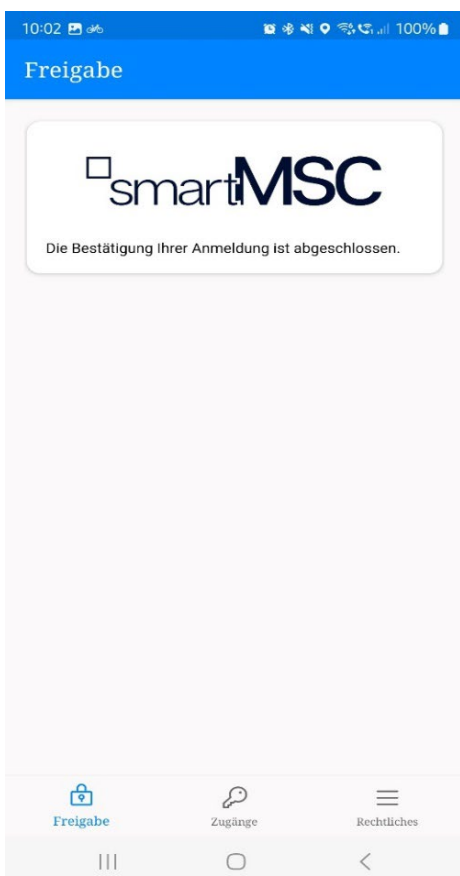 10:02 100%
Freigabe
smartMSC
Die Bestätigung Ihrer Anmeldung ist abgeschlossen.
Freigabe Zugänge Rechtliches